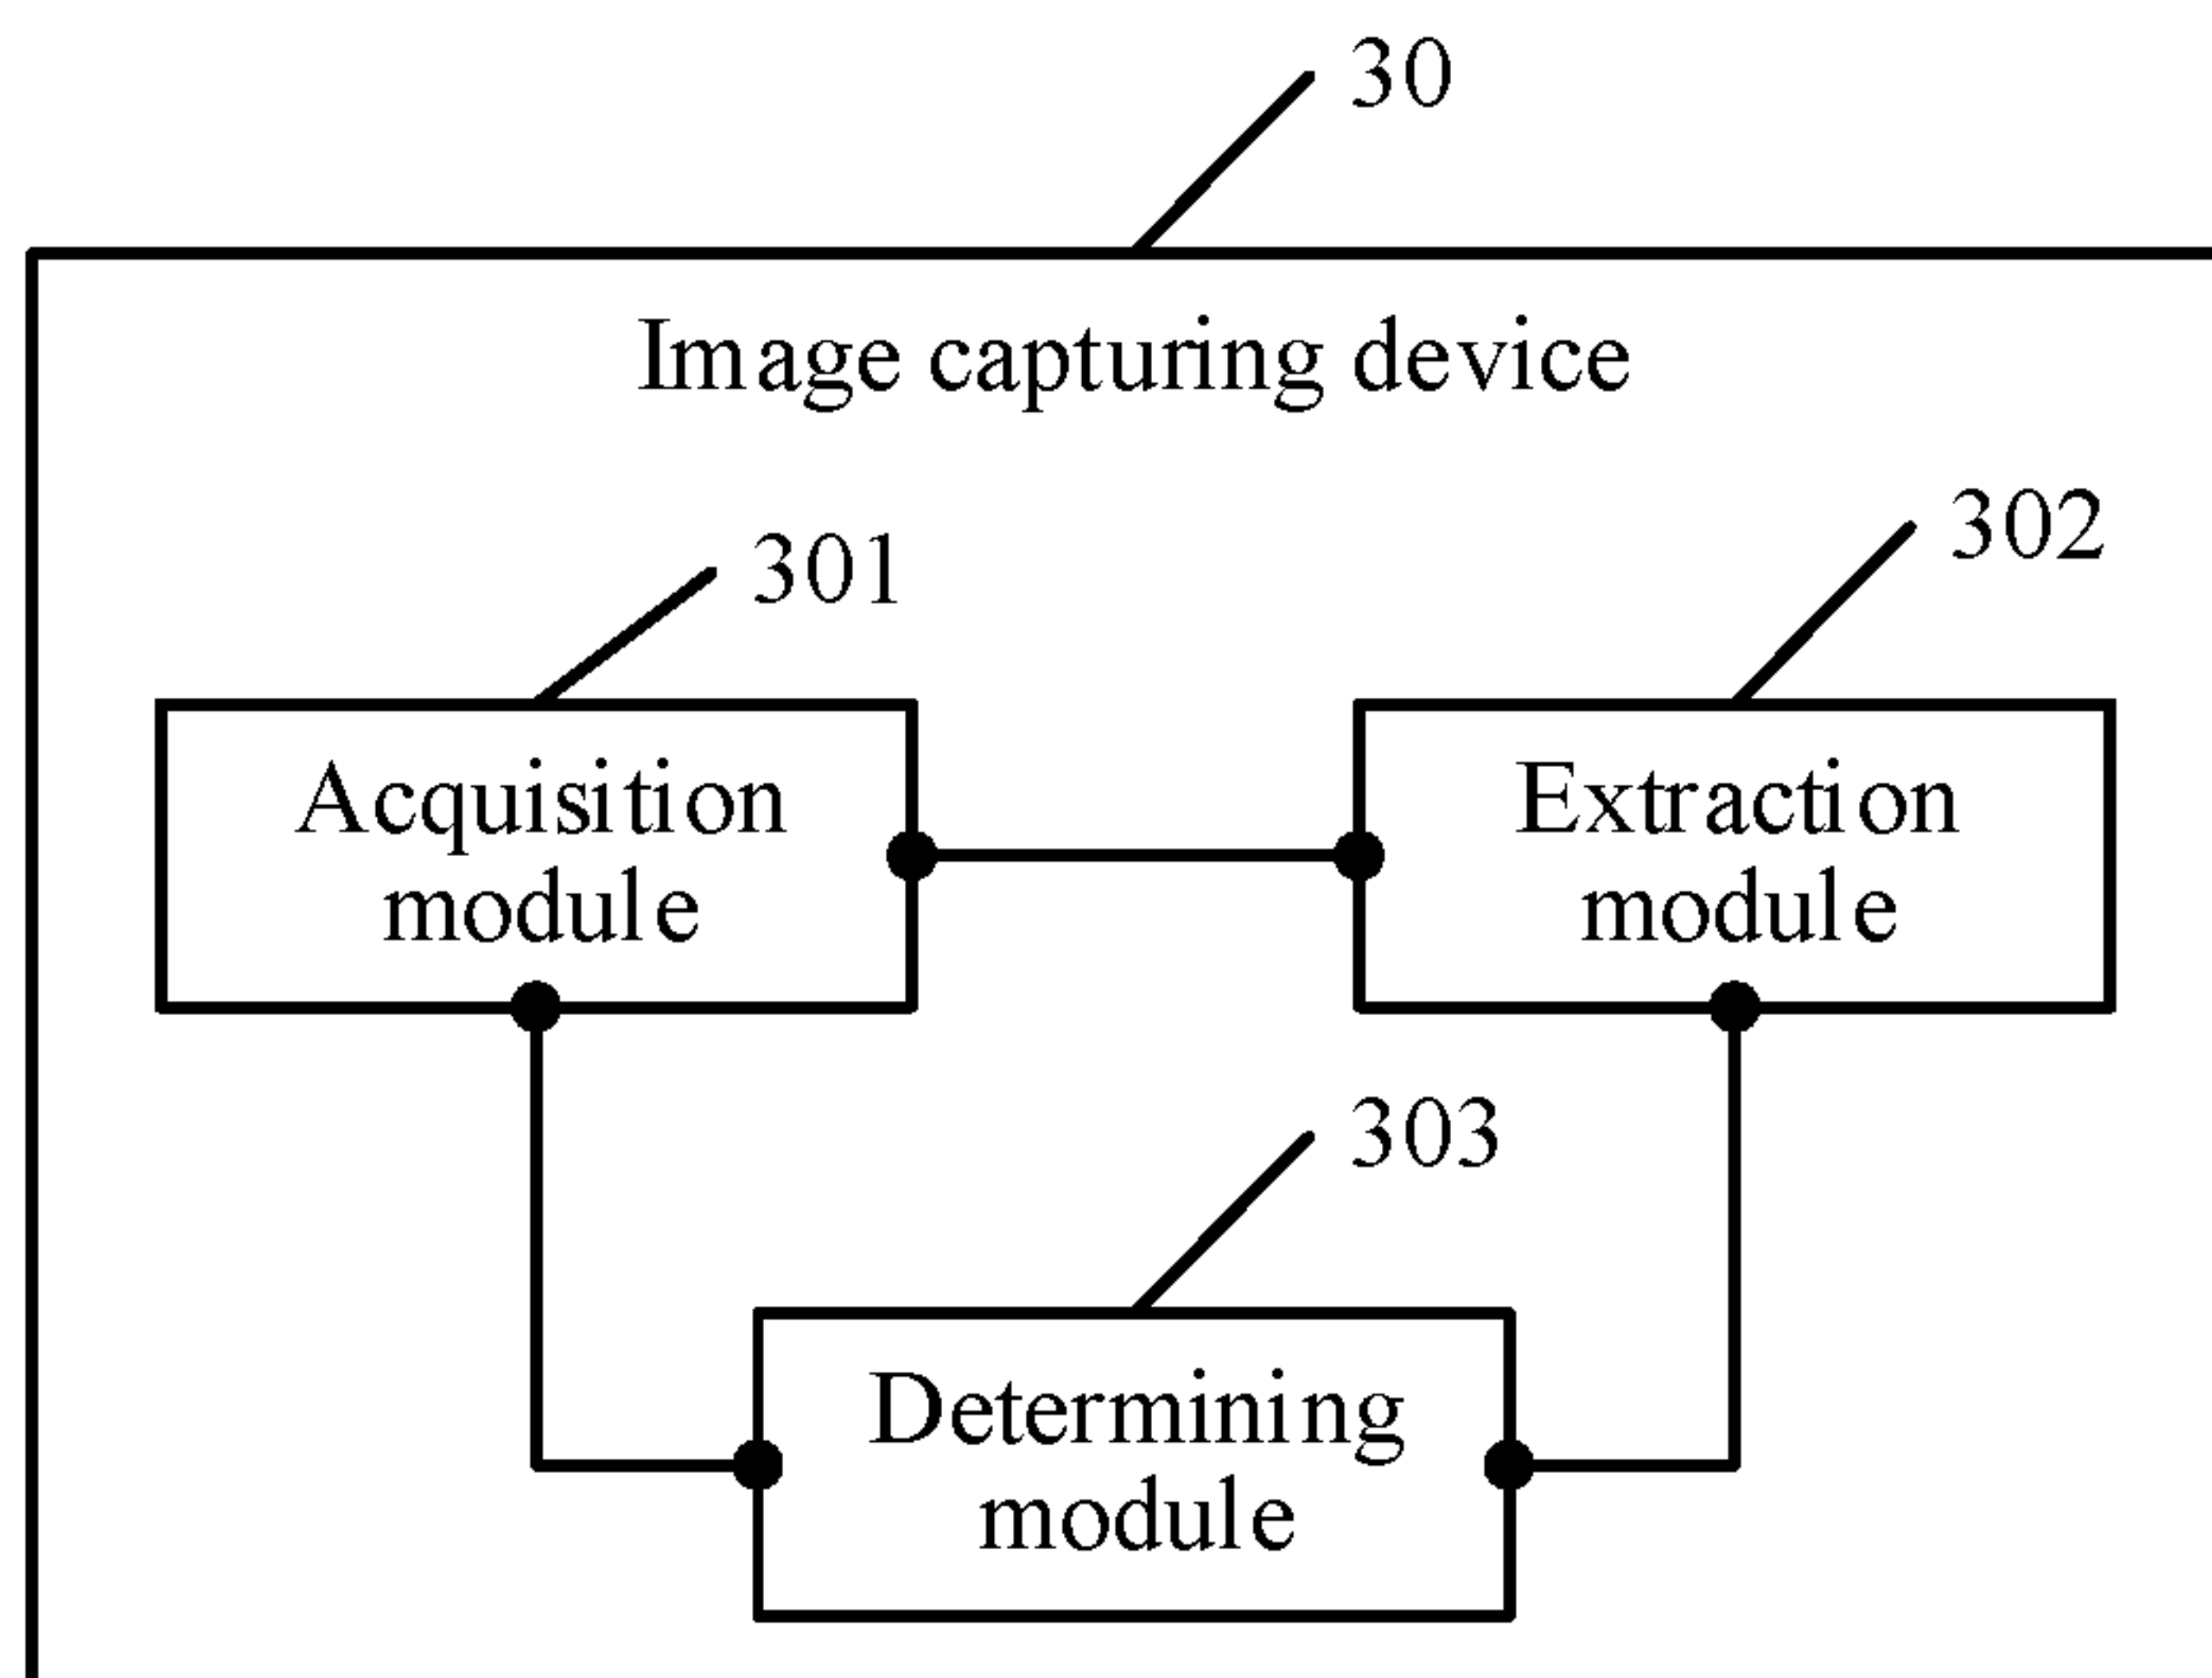 30
Image capturing device
301
302
Acquisition
module
Extraction
module
303
Determining
module